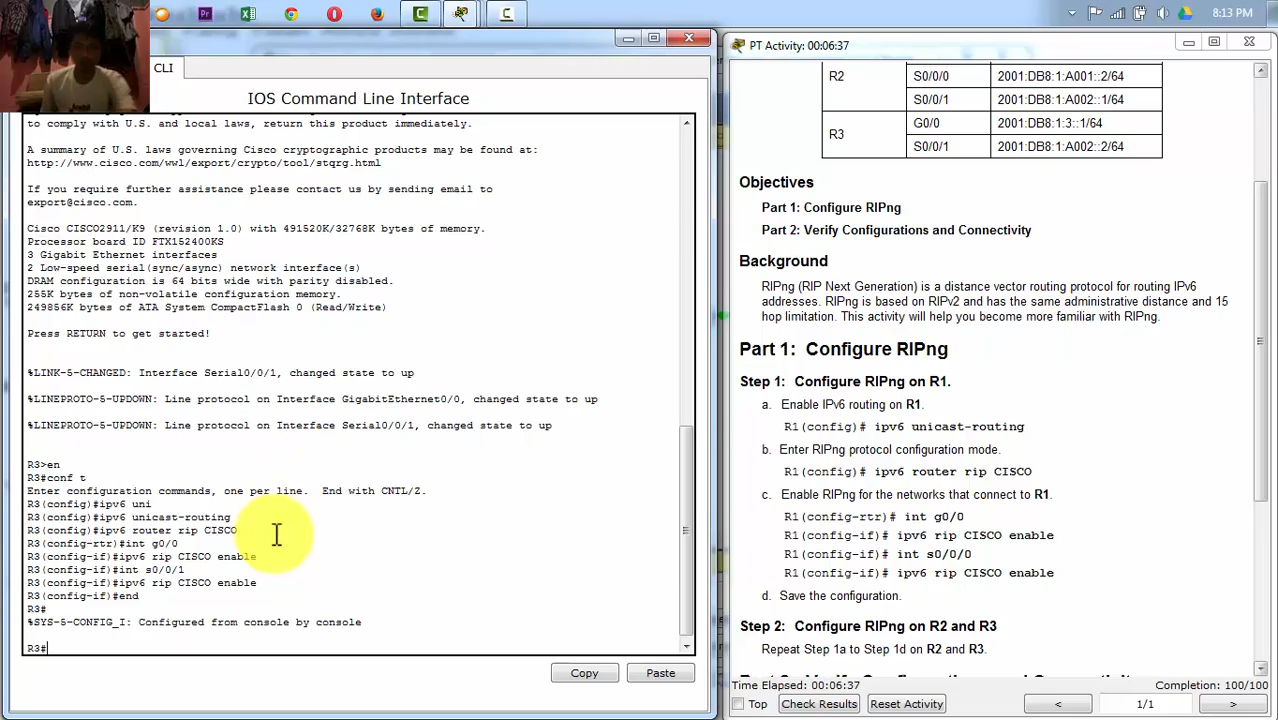 8:13 PM
CLI
IOS Command Line Interface
to comply with U.S. and local laws, return this product immediately.
A summary of U.S. laws governing Cisco cryptographic products may be found at:
http://www.cisco.com/wwl/export/crypto/tool/stqrg.html
If you require further assistance please contact us by sending email to
export@cisco.com.
Cisco CISCO2911/K9 (revision 1.0) with 491520K/32768K bytes of memory.
Processor board ID FTX152400KS
3 Gigabit Ethernet interfaces
2 Low-speed serial(sync/async) network interface(s)
DRAM configuration is 64 bits wide with parity disabled.
255K bytes of non-volatile configuration memory.
249856K bytes of ATA System CompactFlash 0 (Read/Write)
Press RETURN to get started!
%LINK-5-CHANGED: Interface Serial0/0/1, changed state to up
%LINEPROTO-5-UPDOWN: Line protocol on Interface GigabitEthernet0/0, changed state to up
%LINEPROTO-5-UPDOWN: Line protocol on Interface Serial0/0/1, changed state to up
R3>en
R3#conf t
Enter configuration commands, one per line. End with CNTL/Z.
R3(config)#ipv6 uni
R3(config)#ipv6 unicast-routing
R3(config)#ipv6 router rip CISCO
R3(config-rtr)#int g0/0
R3(config-if)#ipv6 rip CISCO enable
R3(config-if)#int s0/0/1
R3(config-if)#ipv6 rip CISCO enable
R3(config-if)#end
R3#
%SYS-5-CONFIG_I: Configured from console by console
R3#
Copy
Paste
PT Activity: 00:06:37
R2 S0/0/0 2001:DB8:1:A001::2/64
S0/0/1 2001:DB8:1:A002::1/64
R3 G0/0 2001:DB8:1:3::1/64
S0/0/1 2001:DB8:1:A002::2/64
Objectives
Part 1: Configure RIPng
Part 2: Verify Configurations and Connectivity
Background
RIPng (RIP Next Generation) is a distance vector routing protocol for routing IPv6
addresses. RIPng is based on RIPv2 and has the same administrative distance and 15
hop limitation. This activity will help you become more familiar with RIPng.
Part 1: Configure RIPng
Step 1: Configure RIPng on R1.
a. Enable IPv6 routing on R1.
R1(config)# ipv6 unicast-routing
b. Enter RIPng protocol configuration mode.
R1(config)# ipv6 router rip CISCO
c. Enable RIPng for the networks that connect to R1.
R1(config-rtr)# int g0/0
R1(config-if)# ipv6 rip CISCO enable
R1(config-if)# int s0/0/0
R1(config-if)# ipv6 rip CISCO enable
d. Save the configuration.
Step 2: Configure RIPng on R2 and R3
Repeat Step 1a to Step 1d on R2 and R3.
Time Elapsed: 00:06:37
Completion: 100/100
Top
Check Results
Reset Activity
<
1/1
>